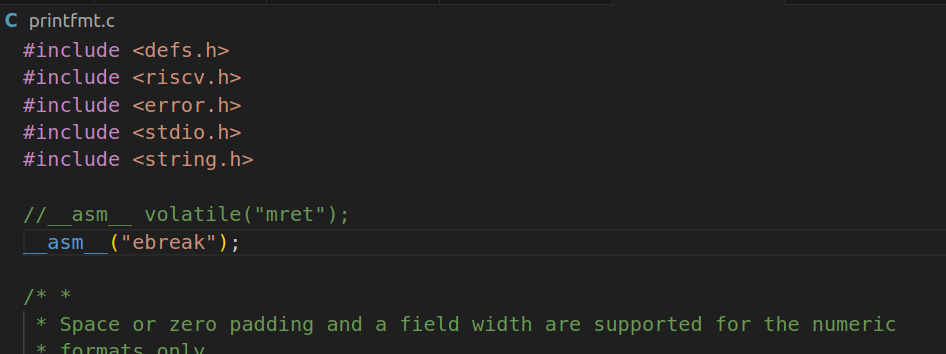 C printfmt.c
#include <defs.h>
#include <riscv.h>
#include <error.h>
#include <stdio.h>
#include <string.h>
//__asm__ volatile("mret");
__asm__("ebreak");
/* *
* Space or zero padding and a field width are supported for the numeric
* formats only